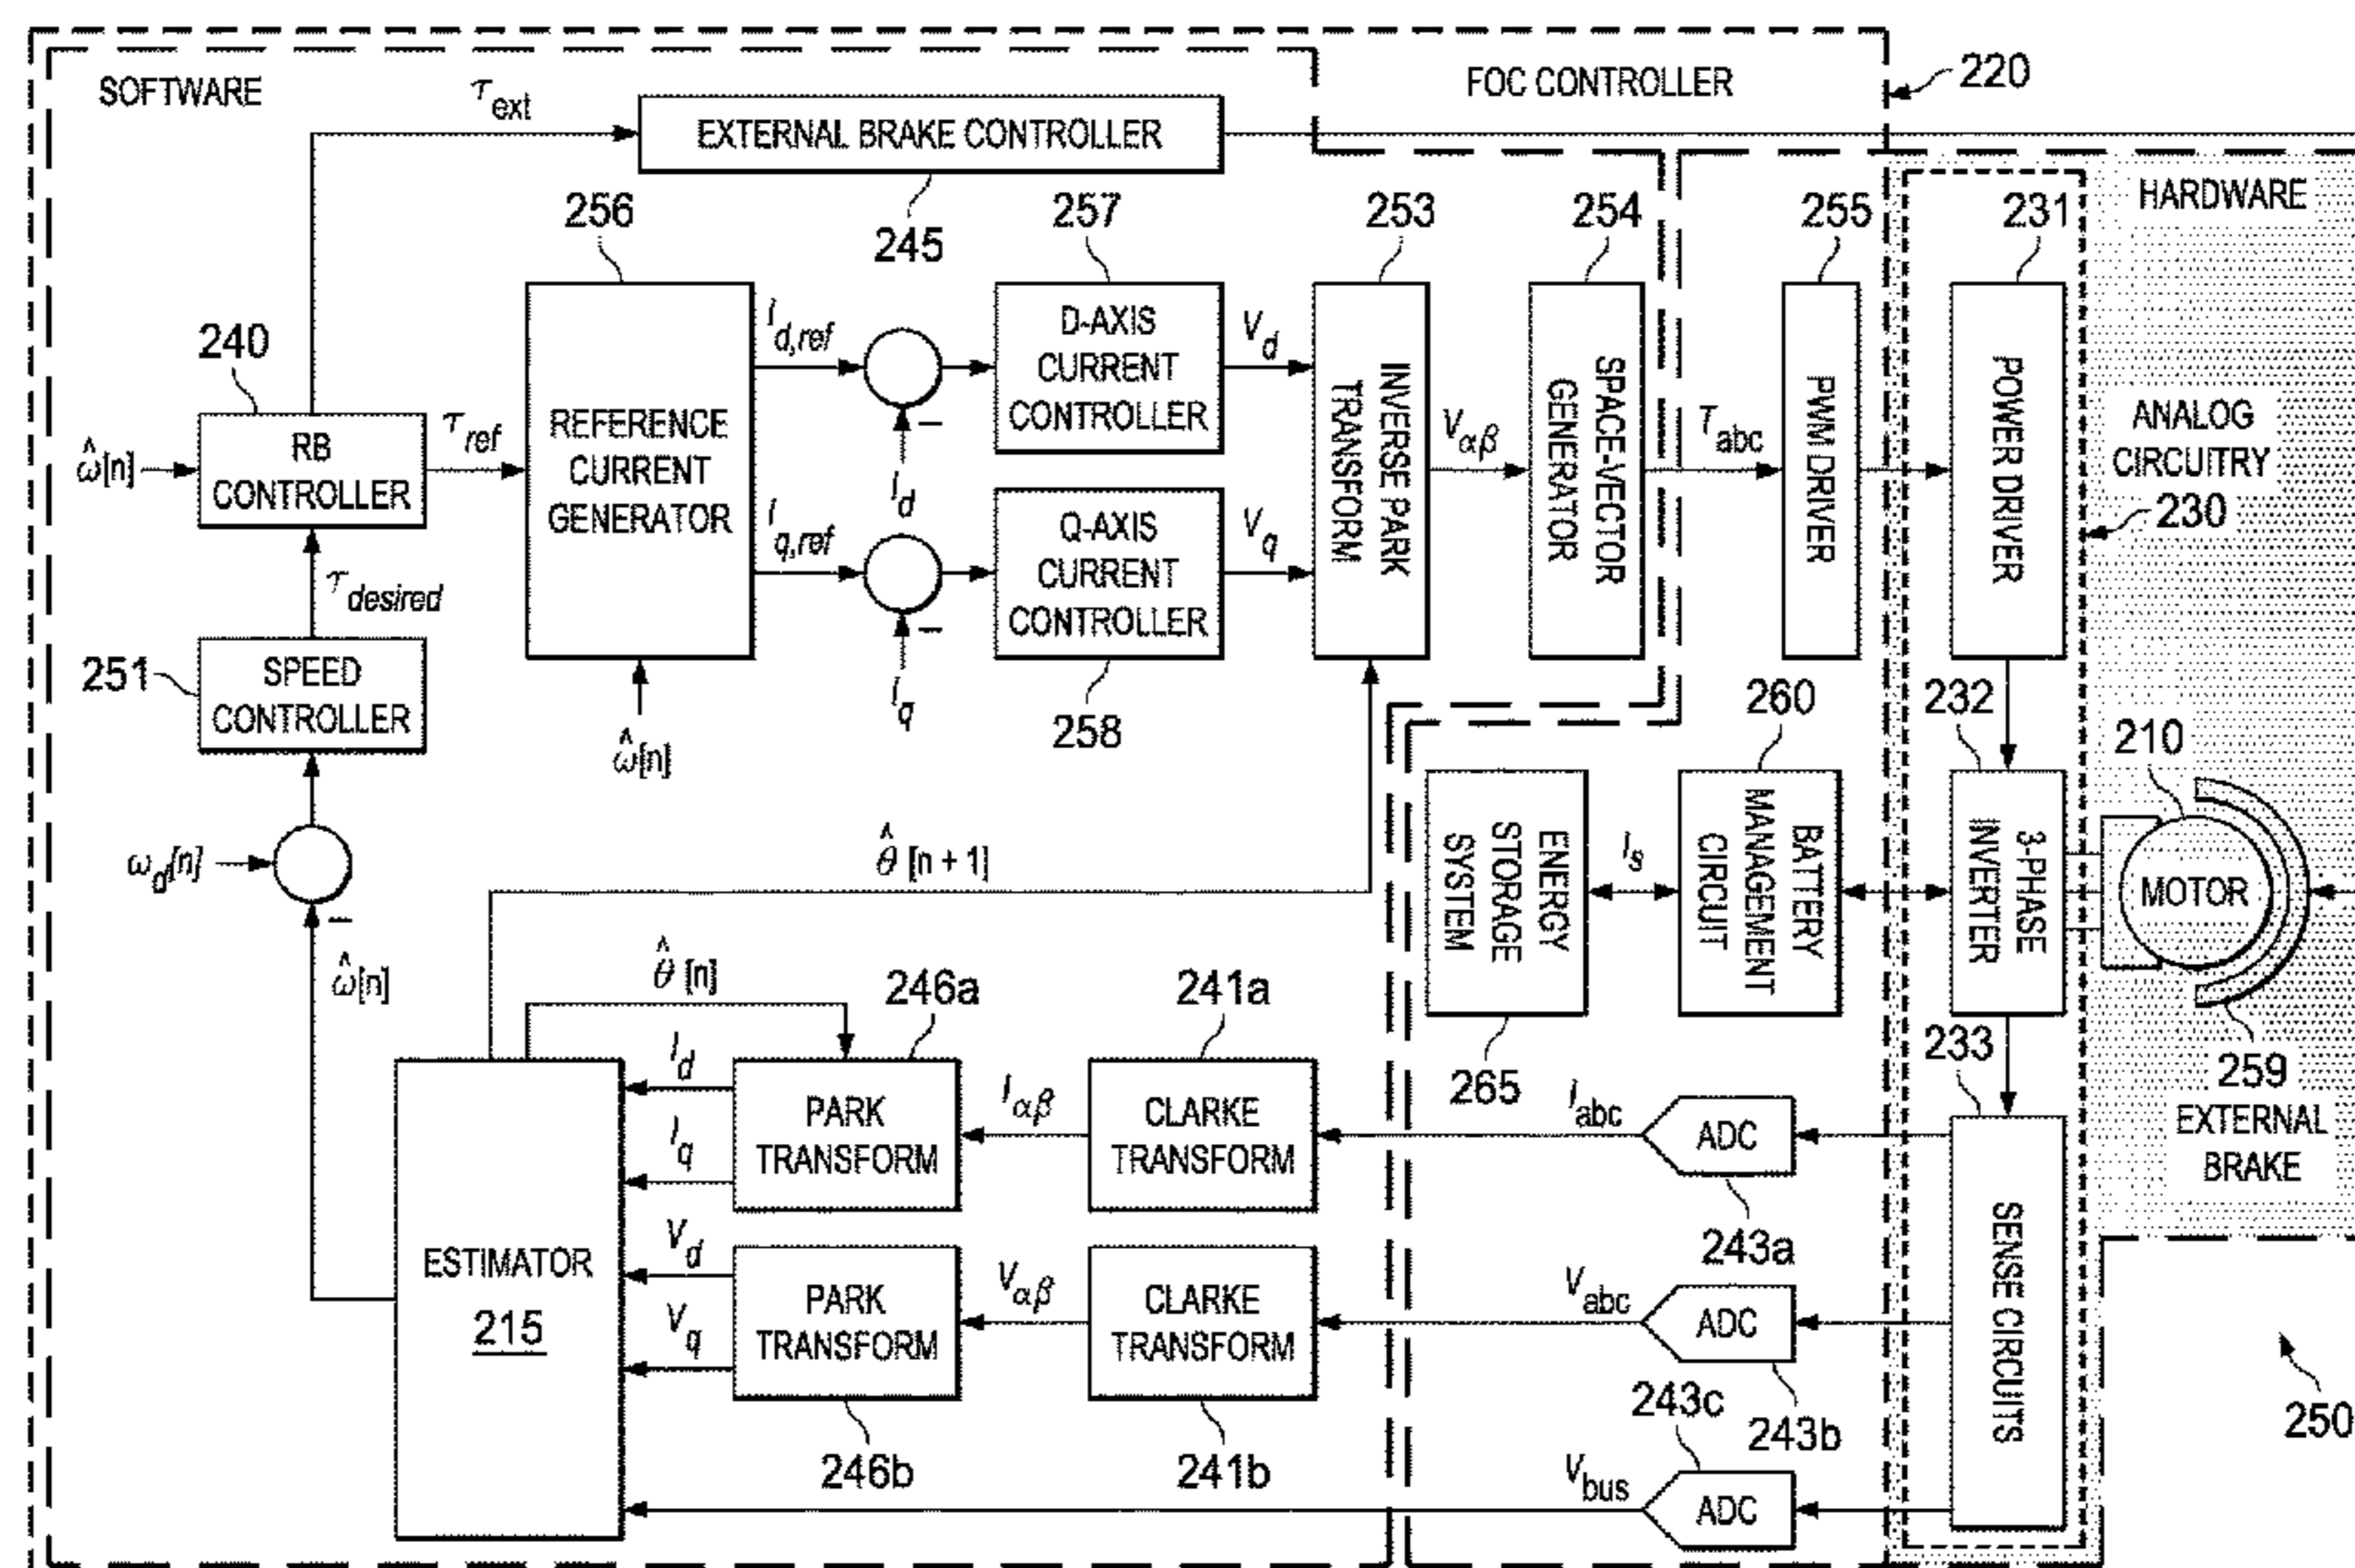 SOFTWARE
τext
EXTERNAL BRAKE CONTROLLER
245
FOC CONTROLLER
220
HARDWARE
256
257
253
254
255
231
240
ω̂[n]
RB
CONTROLLER
τref
REFERENCE
CURRENT
GENERATOR
ω̂[n]
Id,ref
Iq,ref
−
Id
−
Iq
D-AXIS
CURRENT
CONTROLLER
Q-AXIS
CURRENT
CONTROLLER
258
Vd
Vq
INVERSE PARK
TRANSFORM
Vαβ
SPACE-VECTOR
GENERATOR
Tabc
PWM DRIVER
POWER DRIVER
ANALOG
CIRCUITRY
230
τdesired
251
SPEED
CONTROLLER
ωd[n]
−
ω̂[n]
θ̂ [n + 1]
θ̂ [n]
ENERGY
STORAGE
SYSTEM
265
Is
260
BATTERY
MANAGEMENT
CIRCUIT
232
3-PHASE
INVERTER
210
MOTOR
259
EXTERNAL
BRAKE
233
SENSE CIRCUITS
ESTIMATOR
215
Id
Iq
Vd
Vq
246a
PARK
TRANSFORM
Iαβ
241a
CLARKE
TRANSFORM
iabc
ADC
243a
PARK
TRANSFORM
246b
Vαβ
CLARKE
TRANSFORM
241b
Vabc
ADC
243b
243c
Vbus
ADC
250